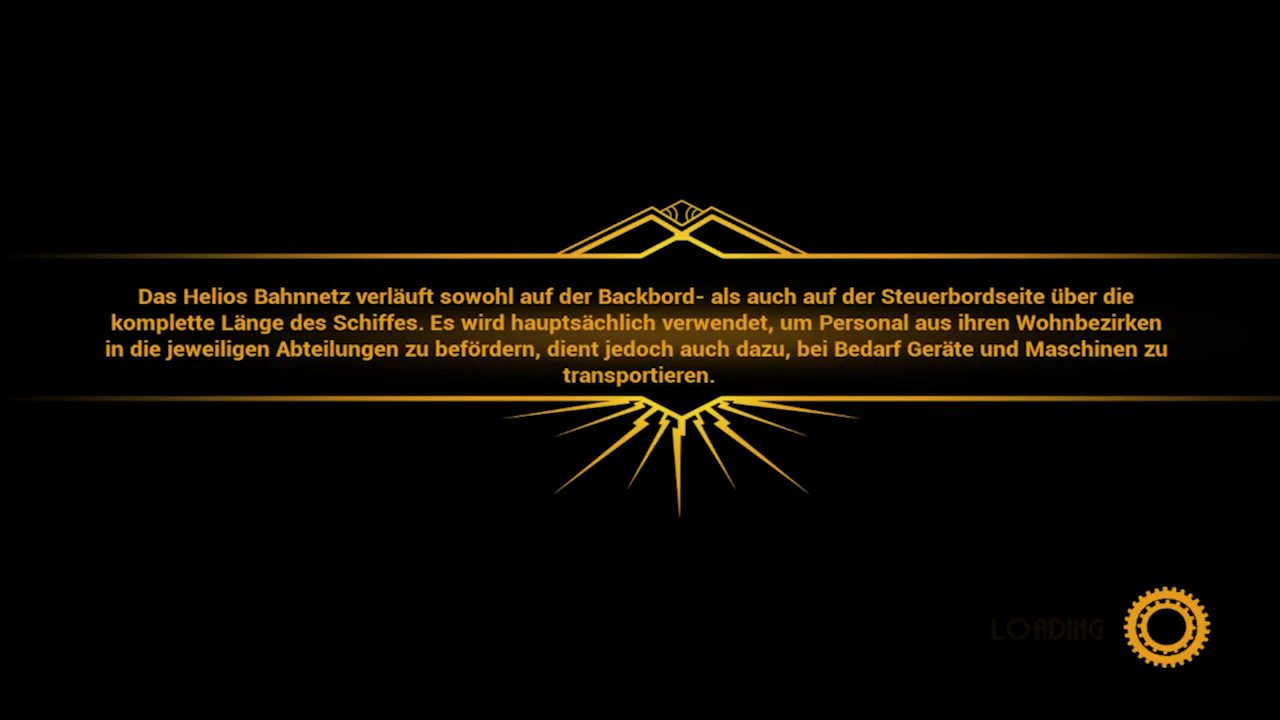 Das Helios Bahnnetz verläuft sowohl auf der Backbord- als auch auf der Steuerbordseite über die
komplette Länge des Schiffes. Es wird hauptsächlich verwendet, um Personal aus ihren Wohnbezirken
in die jeweiligen Abteilungen zu befördern, dient jedoch auch dazu, bei Bedarf Geräte und Maschinen zu
transportieren.
LOADING